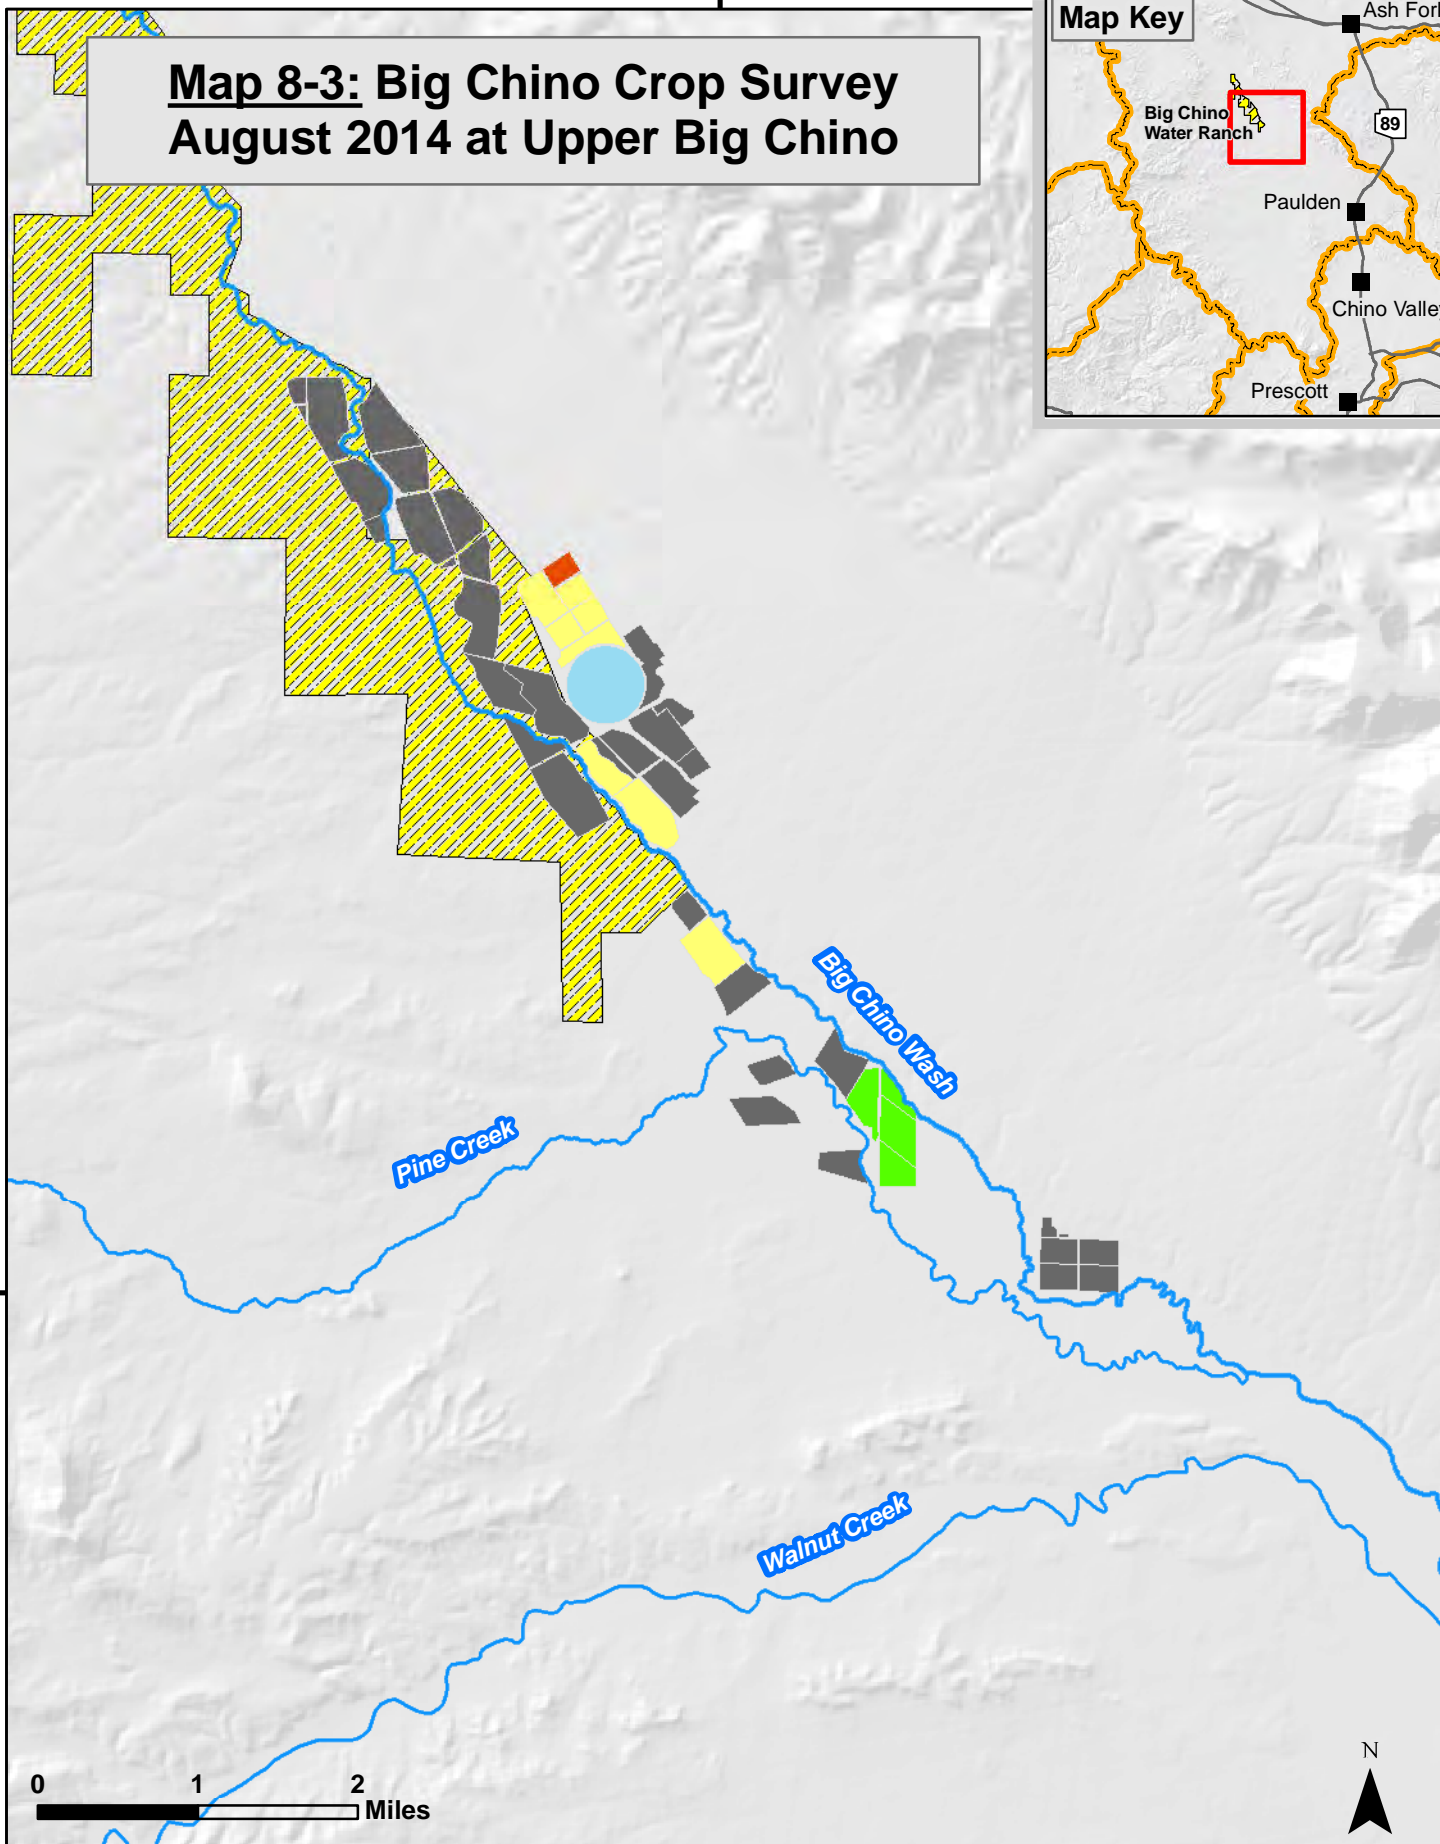 Map 8-3: Big Chino Crop Survey
August 2014 at Upper Big Chino
Map Key
Ash Fork
Big Chino
Water Ranch
89
Paulden
Chino Valley
Prescott
Big Chino Wash
Pine Creek
Walnut Creek
0 1 2
Miles
N